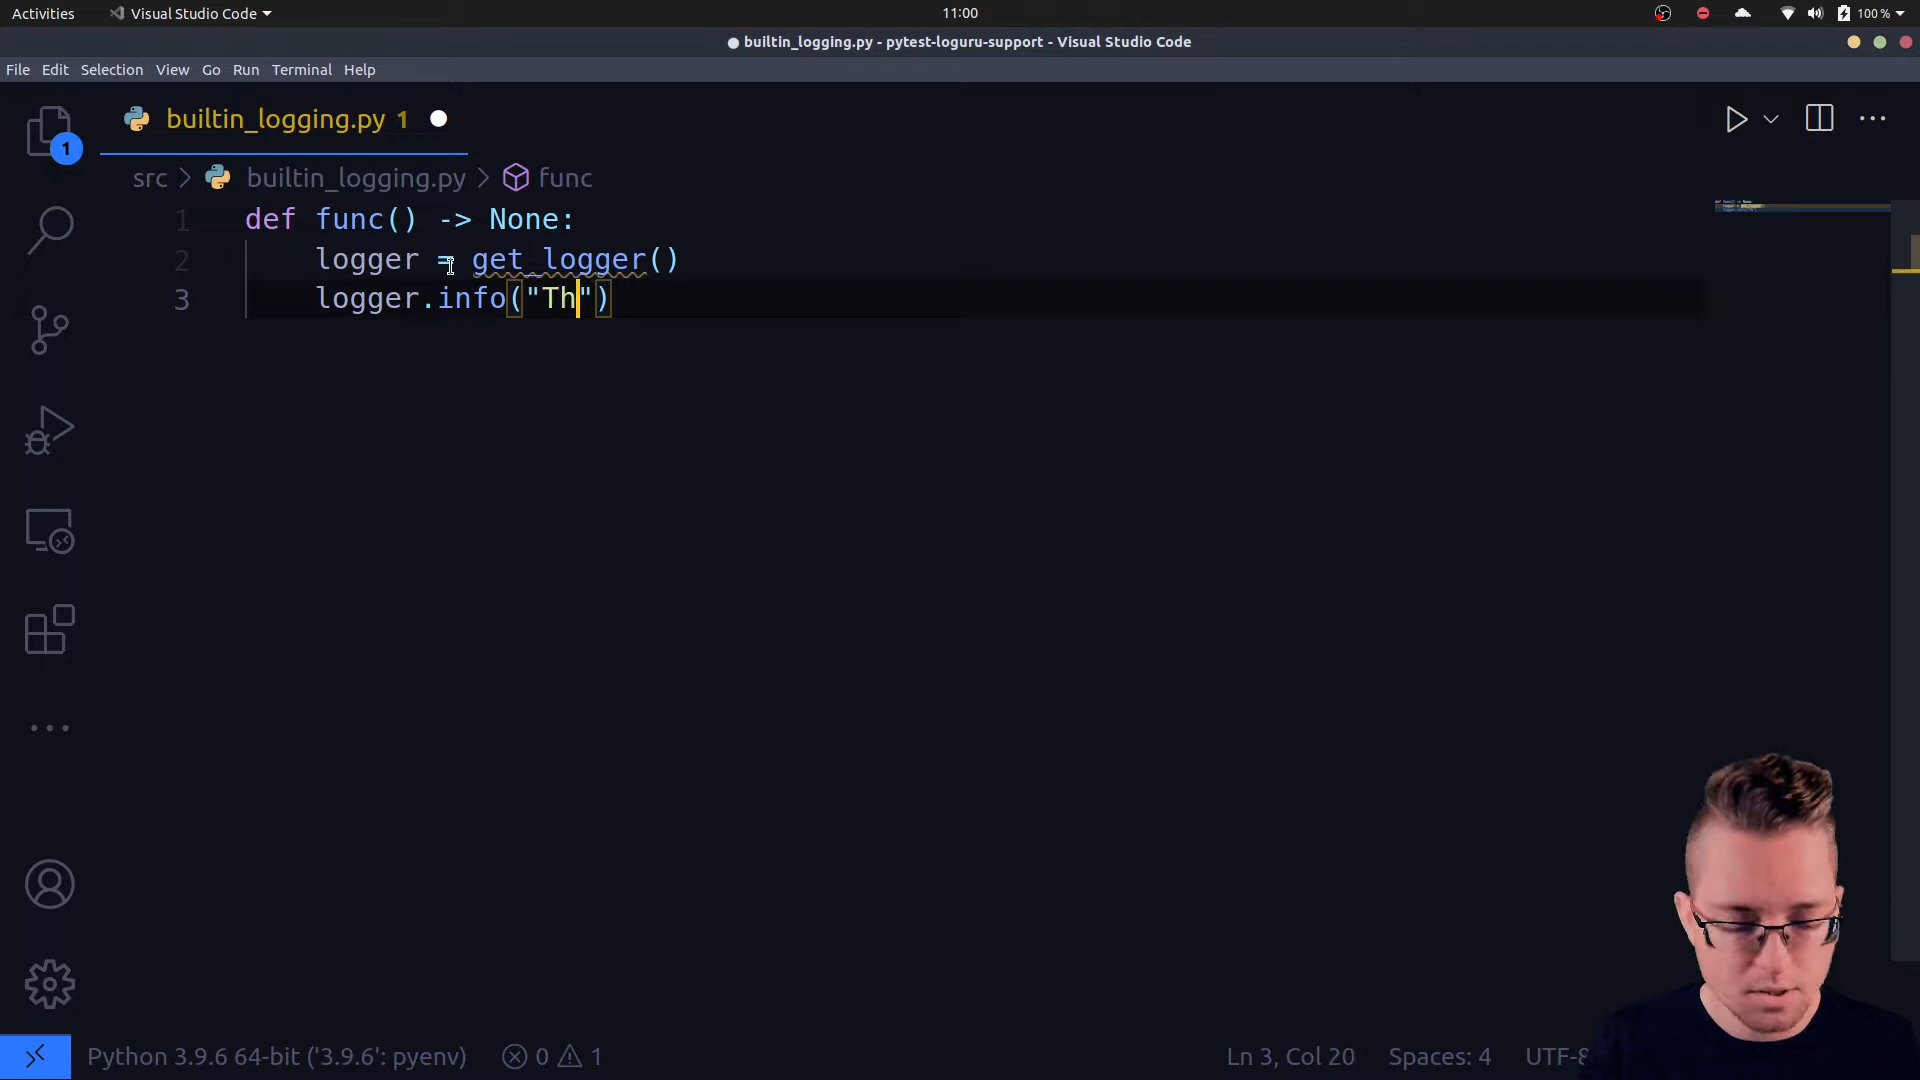 Activities Visual Studio Code 11:00 100 %
builtin_logging.py - pytest-loguru-support - Visual Studio Code
File Edit Selection View Go Run Terminal Help
builtin_logging.py 1
1
src > builtin_logging.py > func
1 def func() -> None:
2 logger = get_logger()
3 logger.info("Th")
Python 3.9.6 64-bit ('3.9.6': pyenv) 0 1 Ln 3, Col 20 Spaces: 4 UTF-8